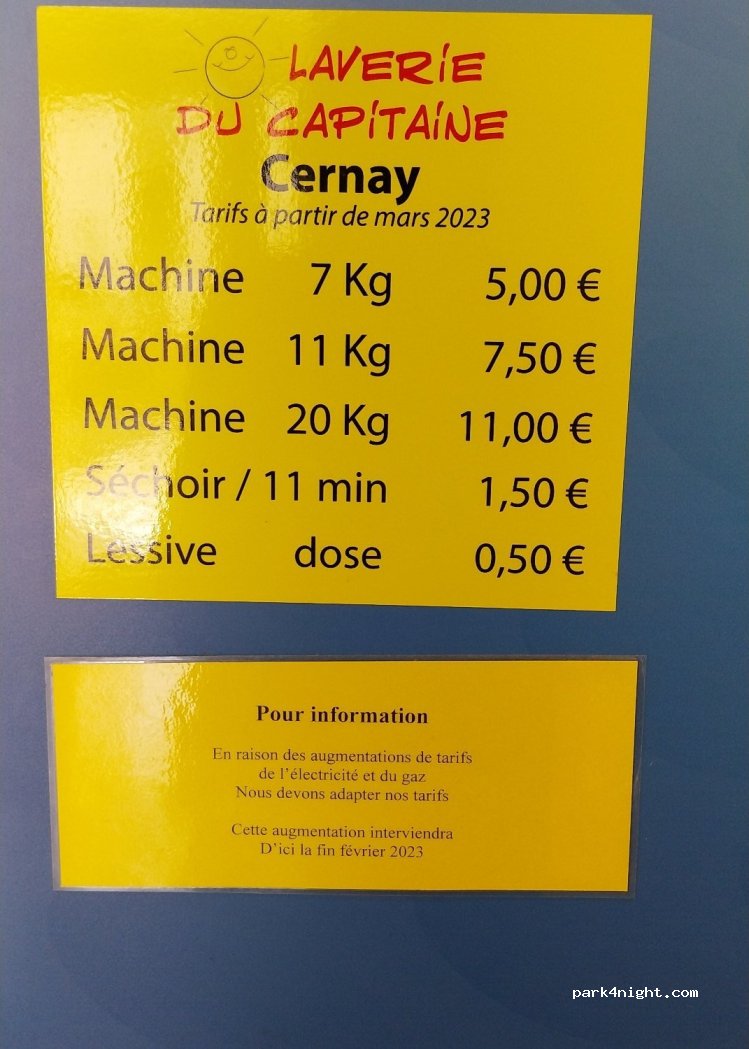 LAVERIE
DU CAPITAINE
Cernay
Tarifs à partir de mars 2023
Machine 7 Kg 5,00 €
Machine 11 Kg 7,50 €
Machine 20 Kg 11,00 €
Séchoir / 11 min 1,50 €
Lessive dose 0,50 €
Pour information
En raison des augmentations de tarifs
de l'électricité et du gaz
Nous devons adapter nos tarifs
Cette augmentation interviendra
D'ici la fin février 2023
park4night.com